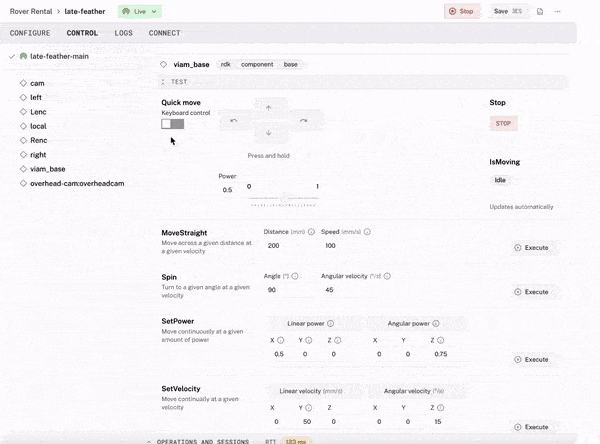 Rover Rental > late-feather Live Stop Save ⌘S ...
CONFIGURE CONTROL LOGS CONNECT
late-feather-main
cam
left
Lenc
local
Renc
right
viam_base
overhead-cam:overheadcam
viam_base rdk component base
TEST
Quick move
Keyboard control
Press and hold
Power
0.5 0 1
Stop
STOP
IsMoving
Idle
Updates automatically
MoveStraight
Move across a given distance at
a given velocity
Distance (mm) Speed (mm/s)
200 100
Execute
Spin
Turn to a given angle at a given
velocity
Angle (°) Angular velocity (°/s)
90 45
Execute
SetPower
Move continuously at a given
amount of power
Linear power Angular power
X Y Z X Y Z
0.5 0 0 0 0 0.75
Execute
SetVelocity
Move continually at a given
velocity
Linear velocity (mm/s) Angular velocity (°/s)
X Y Z X Y Z
0 50 0 0 0 15
Execute
OPERATIONS AND SESSIONS RTT